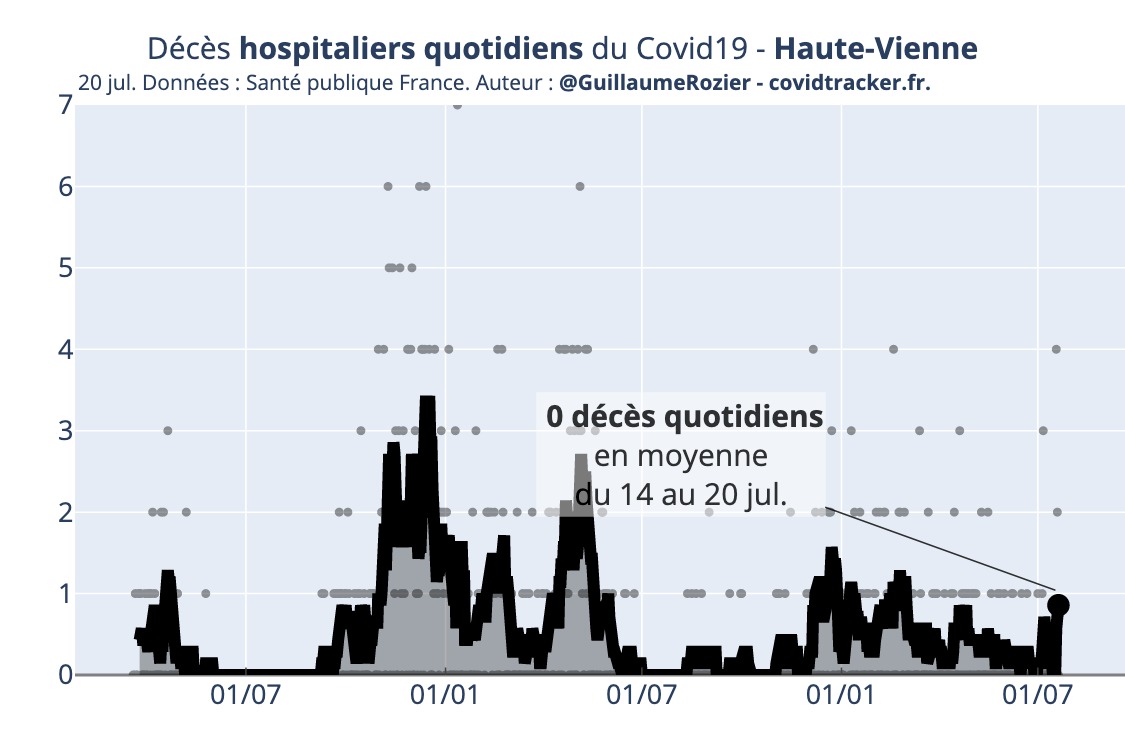 Décès hospitaliers quotidiens du Covid19 - Haute-Vienne
20 jul. Données : Santé publique France. Auteur : @GuillaumeRozier - covidtracker.fr.
7
6
5
4
3
2
1
0
0 décès quotidiens
en moyenne
du 14 au 20 jul.
01/07 01/01 01/07 01/01 01/07